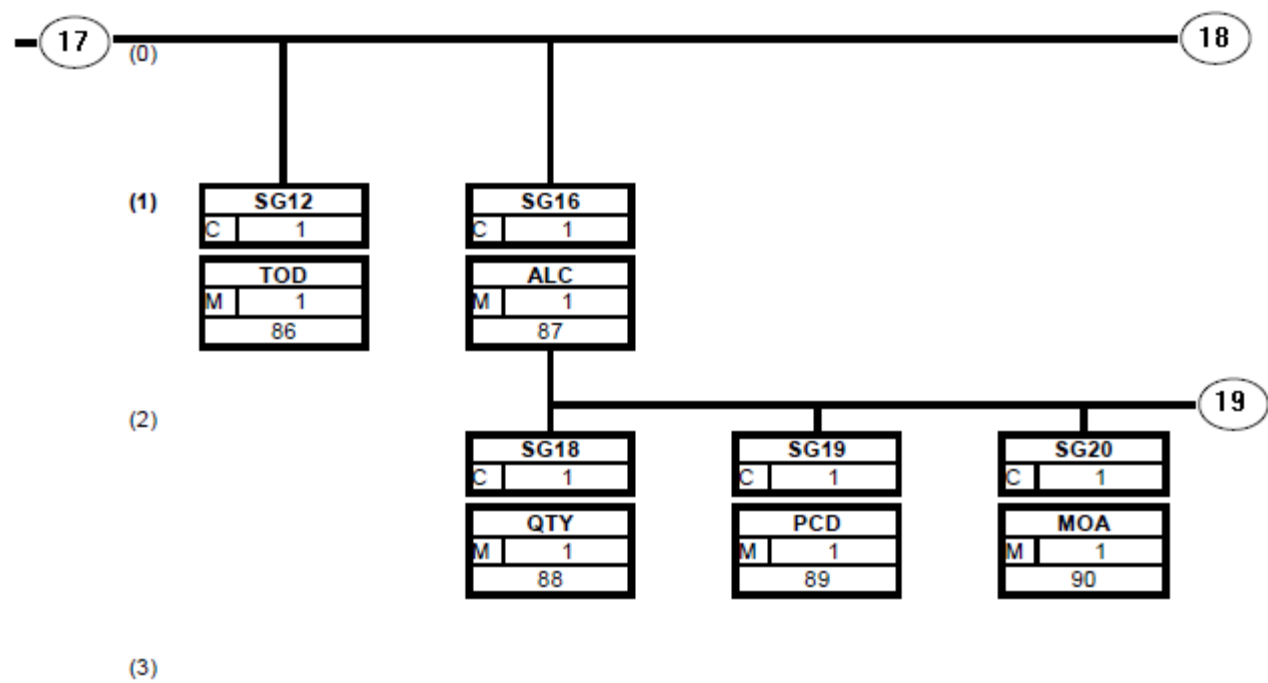 17
18
(0)
(1)
SG12
SG16
C 1
C 1
TOD
ALC
M 1
M 1
86
87
19
(2)
SG18
SG19
SG20
C 1
C 1
C 1
QTY
PCD
MOA
M 1
M 1
M 1
88
89
90
(3)